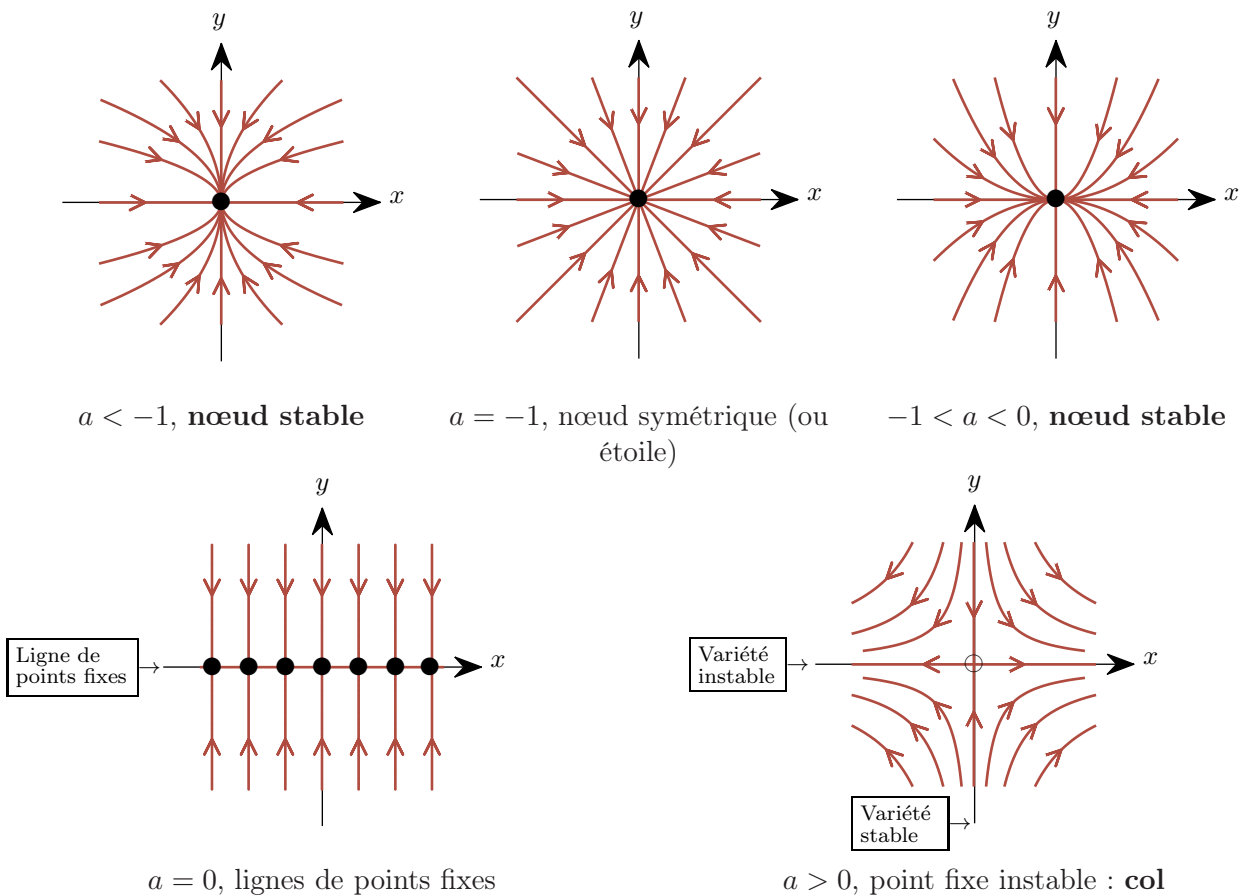 y
x
y
x
y
x
a < −1, nœud stable
a = −1, nœud symétrique (ou
étoile)
−1 < a < 0, nœud stable
y
x
Ligne de
points fixes
a = 0, lignes de points fixes
y
x
Variété
instable
Variété
stable
a > 0, point fixe instable : col